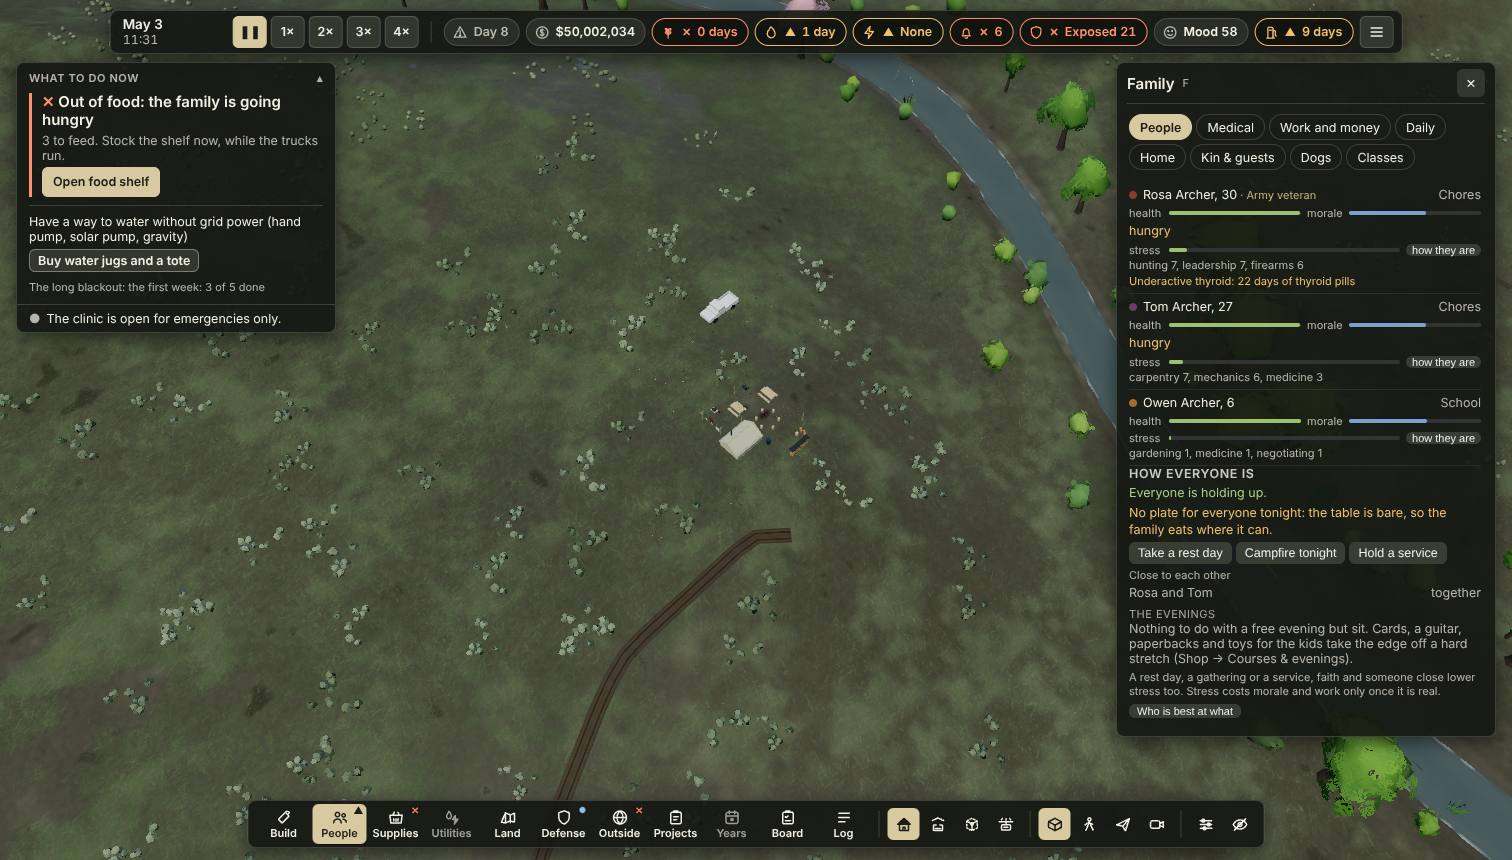 May 3
11:31
1×
2×
3×
4×
Day 8
$50,002,034
× 0 days
▲ 1 day
▲ None
× 6
× Exposed 21
Mood 58
▲ 9 days
WHAT TO DO NOW
× Out of food: the family is going
hungry
3 to feed. Stock the shelf now, while the trucks
run.
Open food shelf
Have a way to water without grid power (hand
pump, solar pump, gravity)
Buy water jugs and a tote
The long blackout: the first week: 3 of 5 done
The clinic is open for emergencies only.
Family F
People
Medical
Work and money
Daily
Home
Kin & guests
Dogs
Classes
Rosa Archer, 30 · Army veteran Chores
health morale
hungry
stress how they are
hunting 7, leadership 7, firearms 6
Underactive thyroid: 22 days of thyroid pills
Tom Archer, 27 Chores
health morale
hungry
stress how they are
carpentry 7, mechanics 6, medicine 3
Owen Archer, 6 School
health morale
stress how they are
gardening 1, medicine 1, negotiating 1
HOW EVERYONE IS
Everyone is holding up.
No plate for everyone tonight: the table is bare, so the
family eats where it can.
Take a rest day
Campfire tonight
Hold a service
Close to each other
Rosa and Tom together
THE EVENINGS
Nothing to do with a free evening but sit. Cards, a guitar,
paperbacks and toys for the kids take the edge off a hard
stretch (Shop → Courses & evenings).
A rest day, a gathering or a service, faith and someone close lower
stress too. Stress costs morale and work only once it is real.
Who is best at what
Build
People
Supplies
Utilities
Land
Defense
Outside
Projects
Years
Board
Log